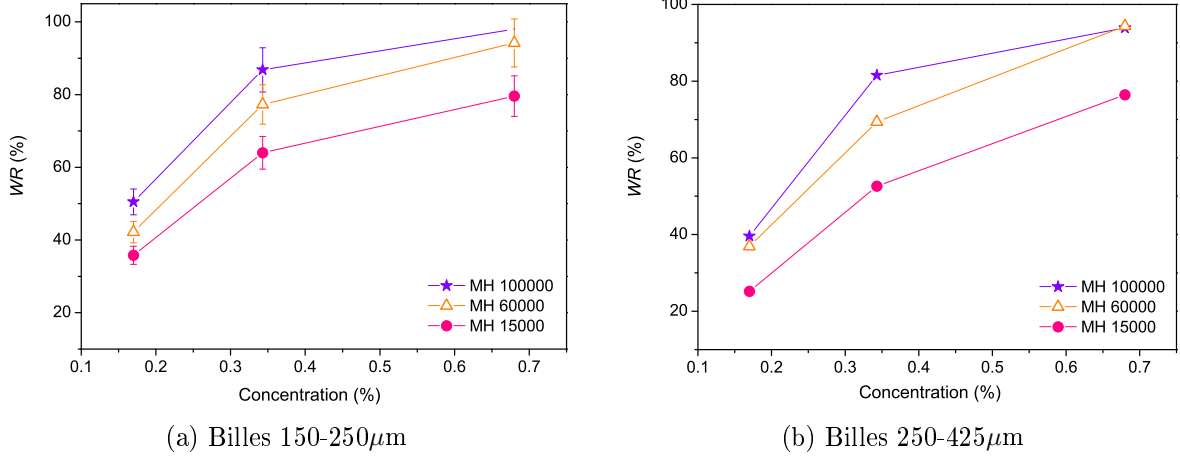 100
80
60
40
20
WR (%)
MH 100000
MH 60000
MH 15000
0.1 0.2 0.3 0.4 0.5 0.6 0.7
Concentration (%)
(a) Billes 150-250μm
100
80
60
40
20
WR (%)
MH 100000
MH 60000
MH 15000
0.1 0.2 0.3 0.4 0.5 0.6 0.7
Concentration (%)
(b) Billes 250-425μm